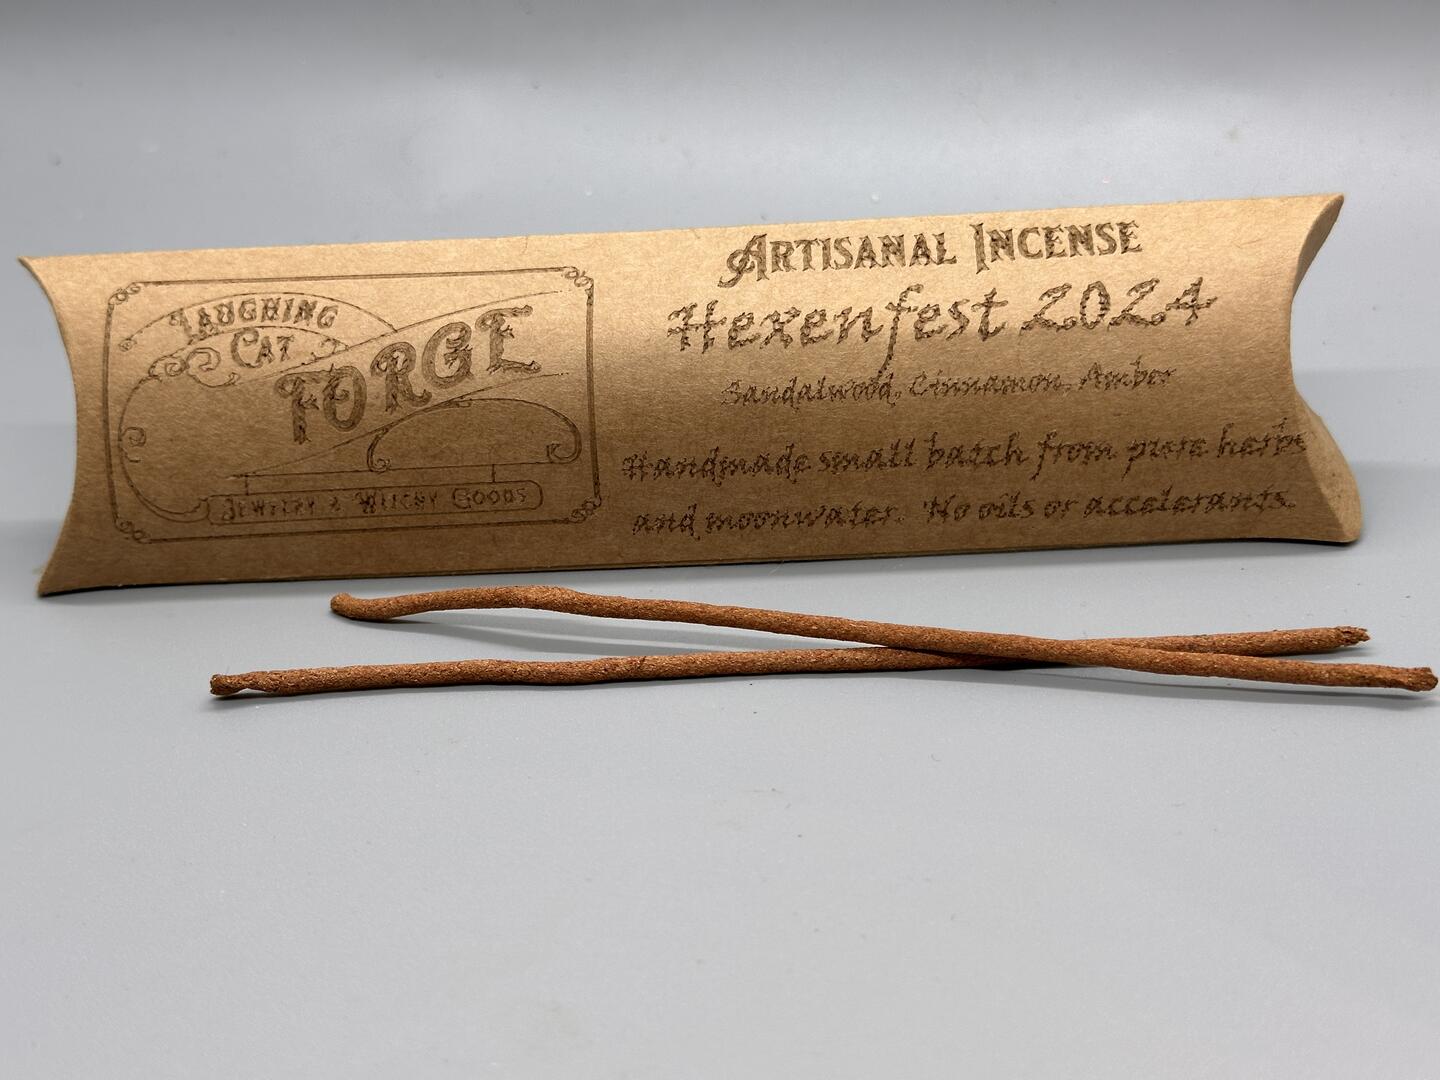 Laughing
Cat
Forge
Jewelry & Witchy Goods
Artisanal Incense
Hexenfest 2024
Sandalwood, Cinnamon, Amber
Handmade small batch from pure herbs
and moonwater. No oils or accelerants.